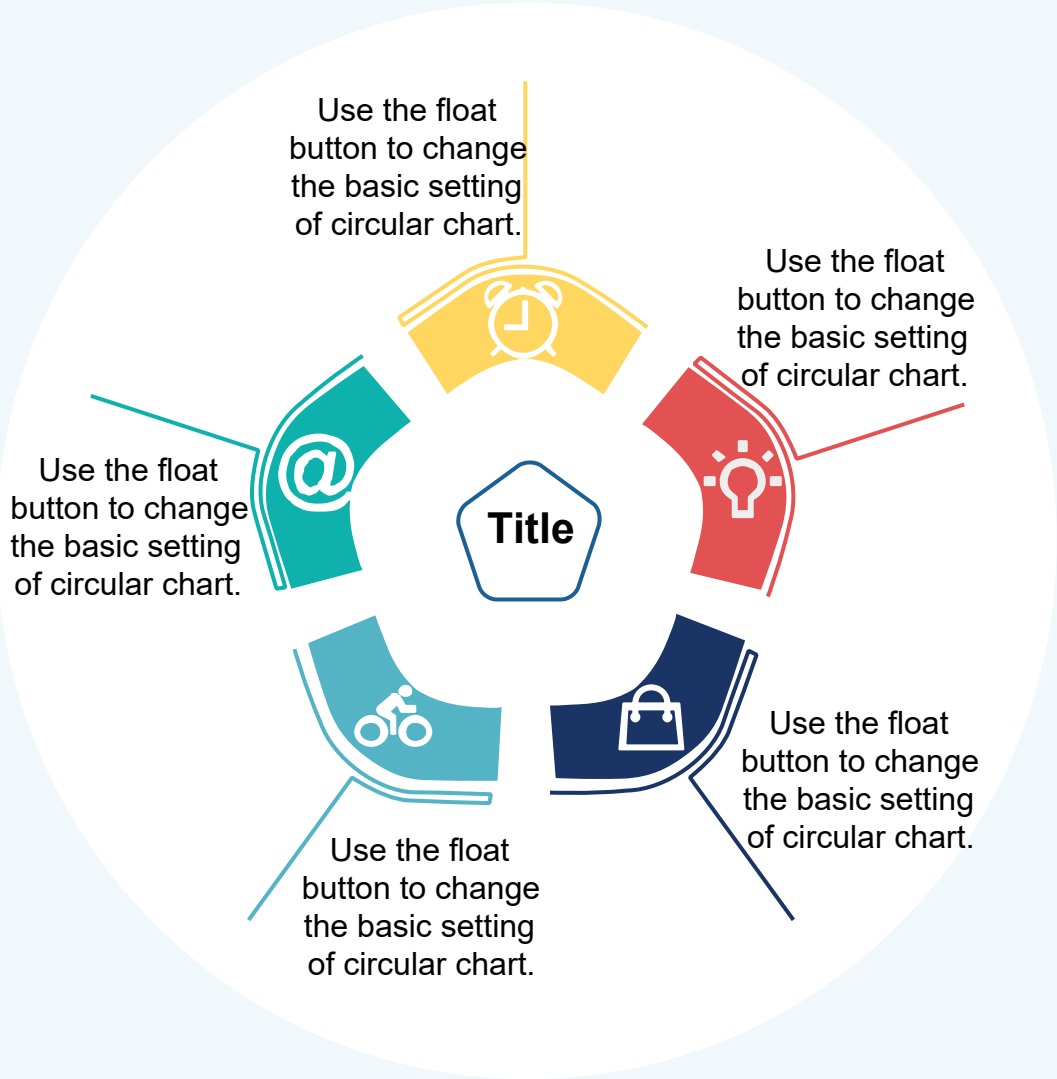 Use the float
button to change
the basic setting
of circular chart.
Use the float
button to change
the basic setting
of circular chart.
Use the float
button to change
the basic setting
of circular chart.
@
Title
Use the float
button to change
the basic setting
of circular chart.
Use the float
button to change
the basic setting
of circular chart.